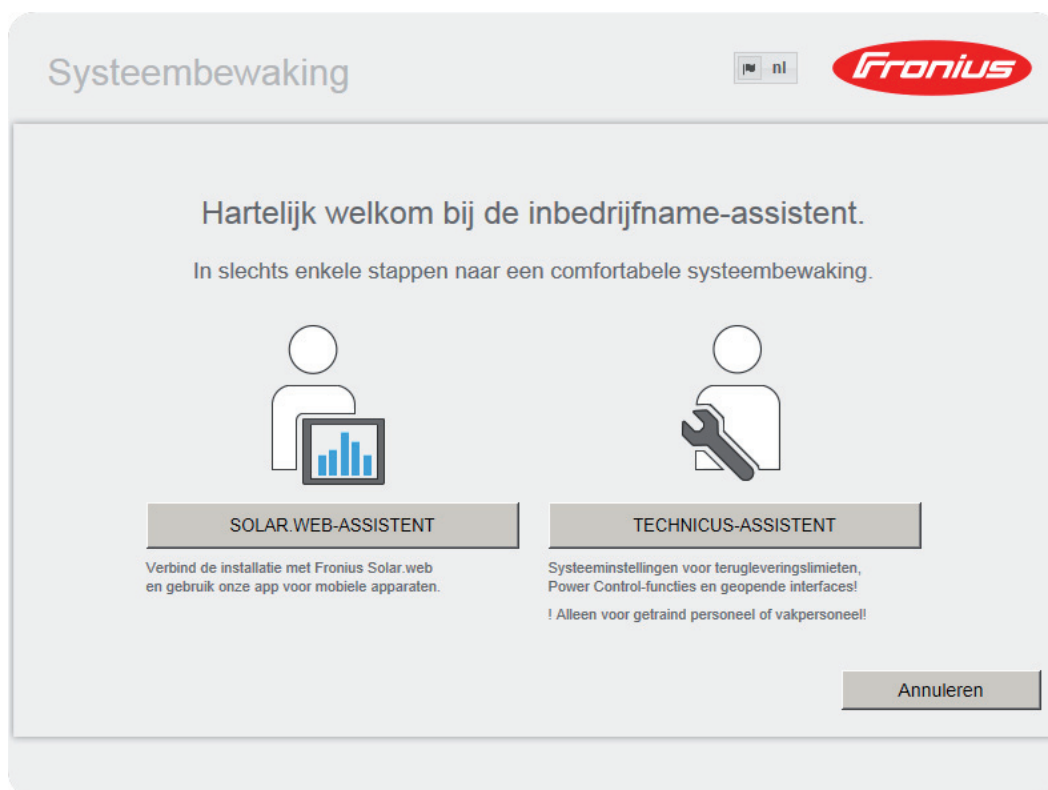 Systeembewaking
nl
Fronius
Hartelijk welkom bij de inbedrijfname-assistent.
In slechts enkele stappen naar een comfortabele systeembewaking.
SOLAR.WEB-ASSISTENT
Verbind de installatie met Fronius Solar.web
en gebruik onze app voor mobiele apparaten.
TECHNICUS-ASSISTENT
Systeeminstellingen voor terugleveringslimieten,
Power Control-functies en geopende interfaces!
! Alleen voor getraind personeel of vakpersoneel!
Annuleren